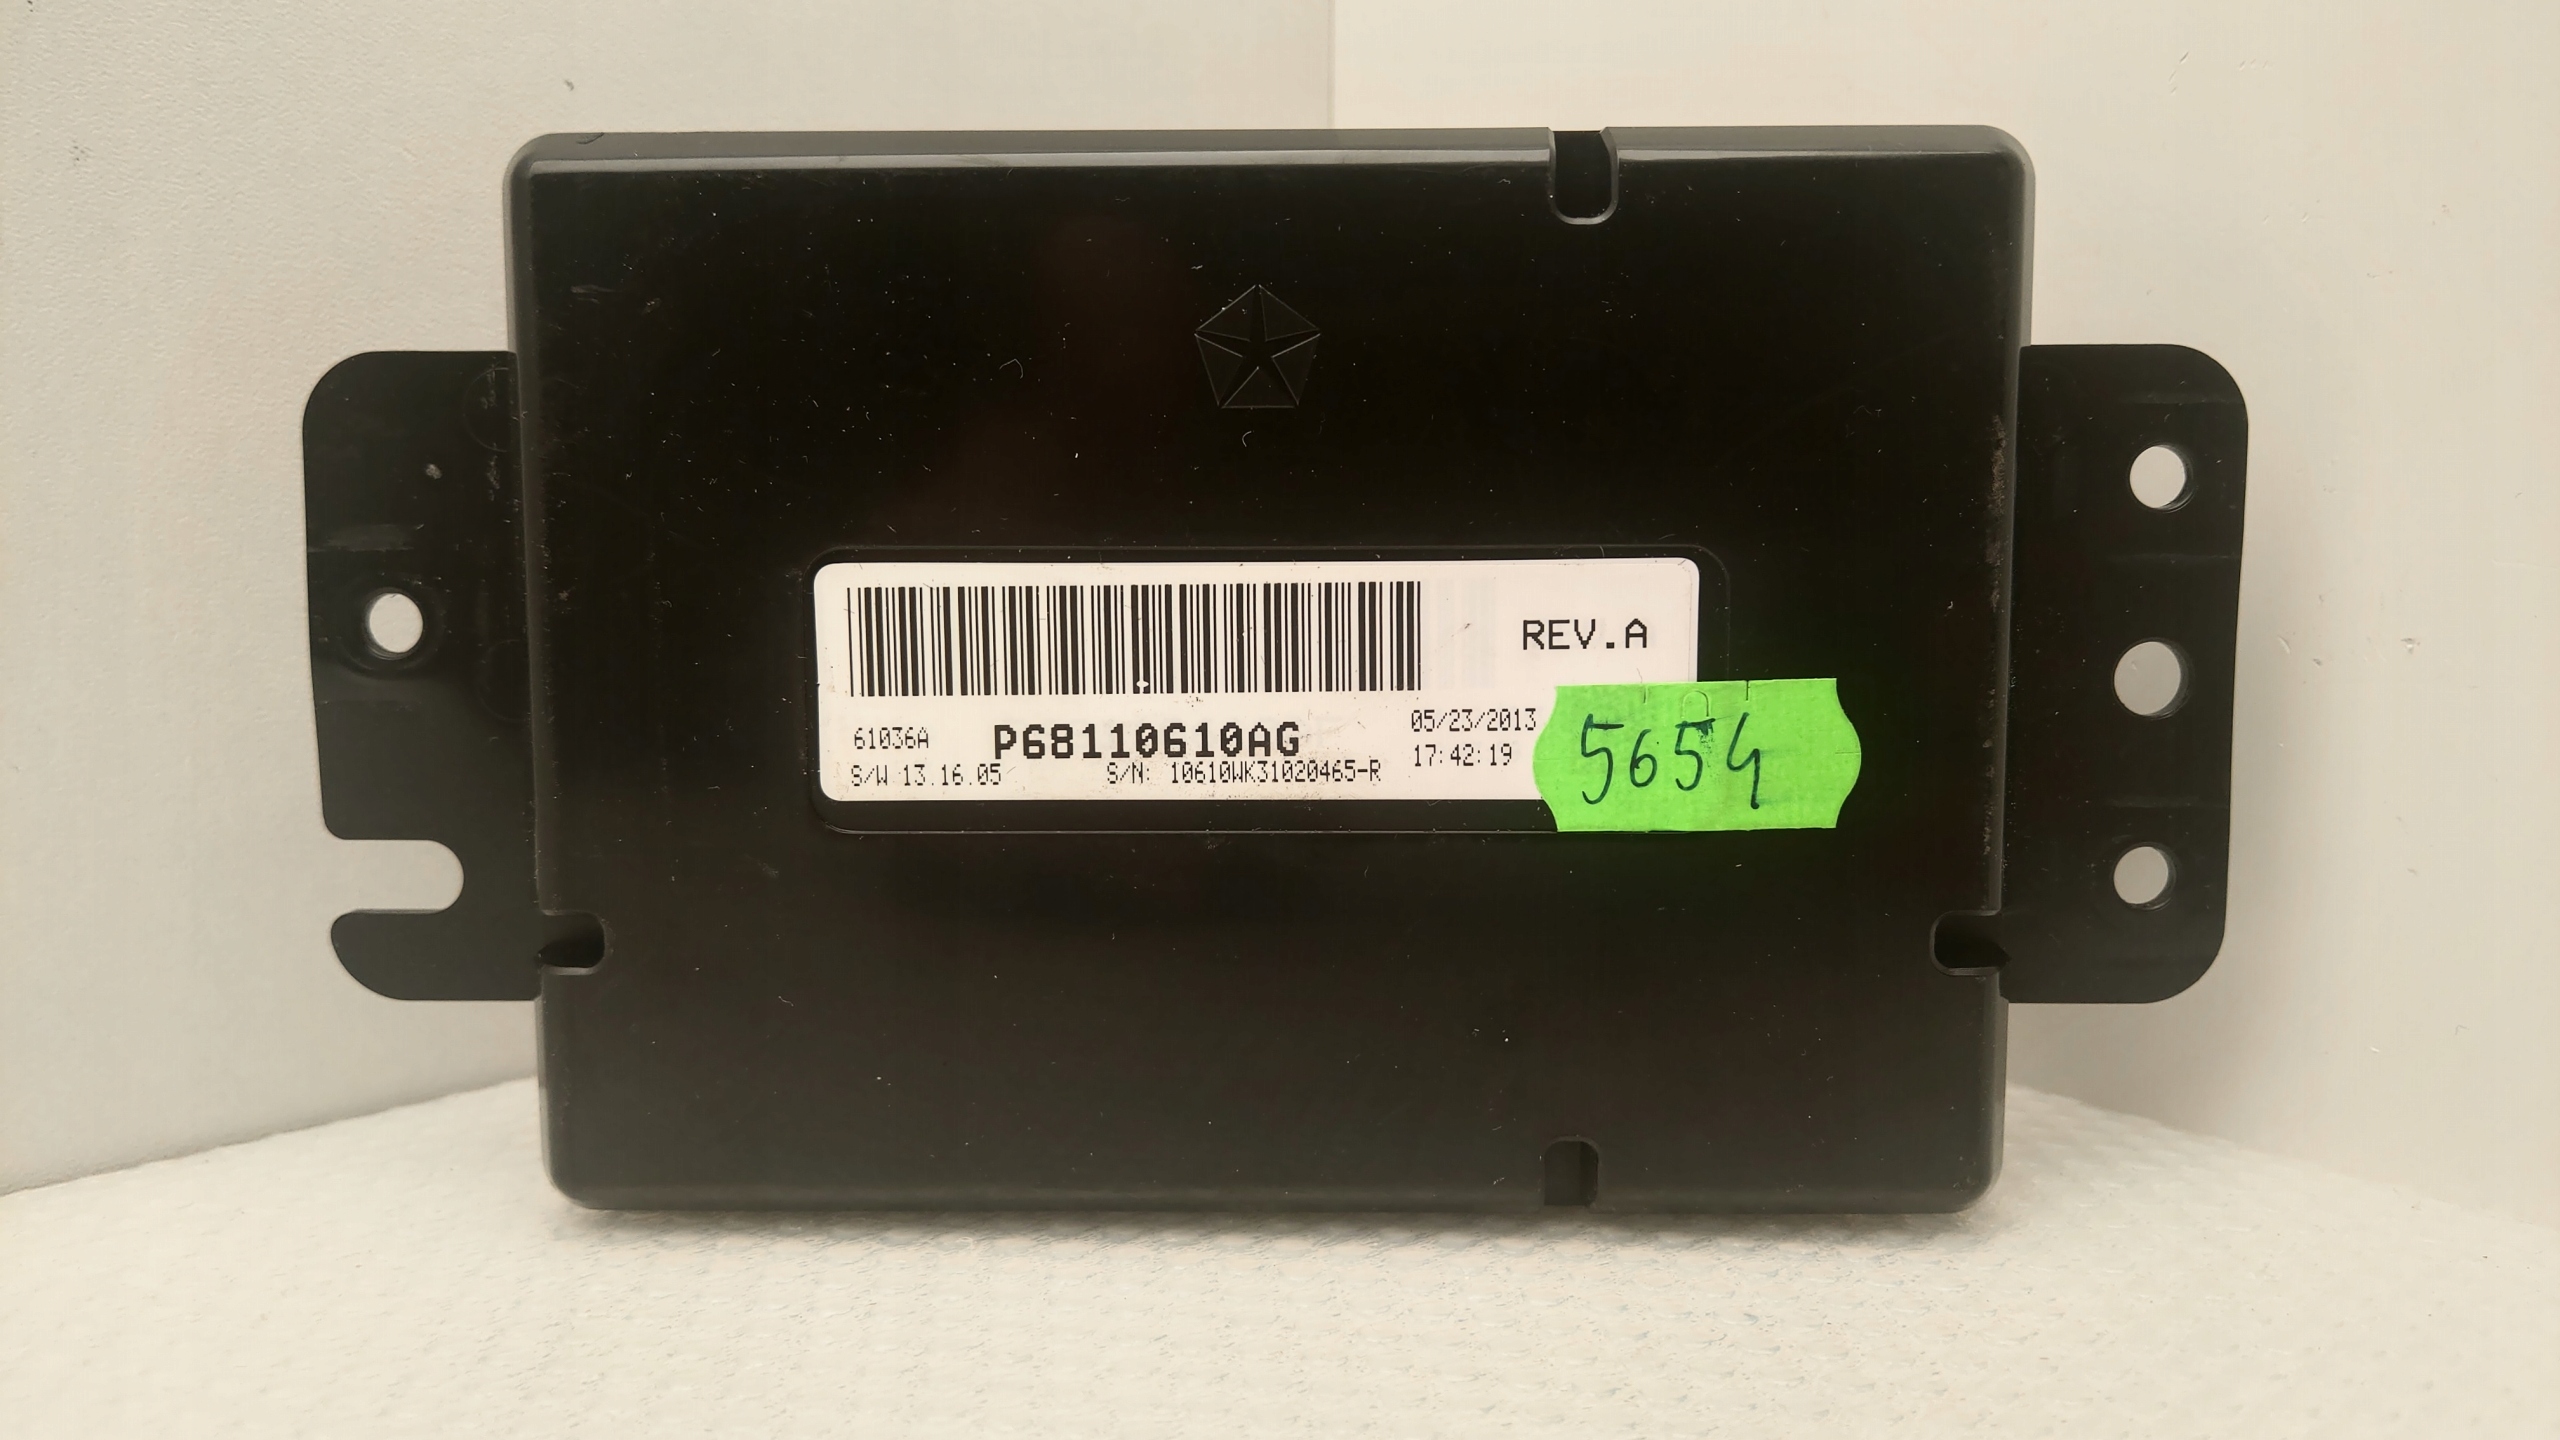 REV.A
61036A P68110610AG 05/23/2013
17:42:19
S/W 13.16.05 S/N: 10610WK31020465-R
5654